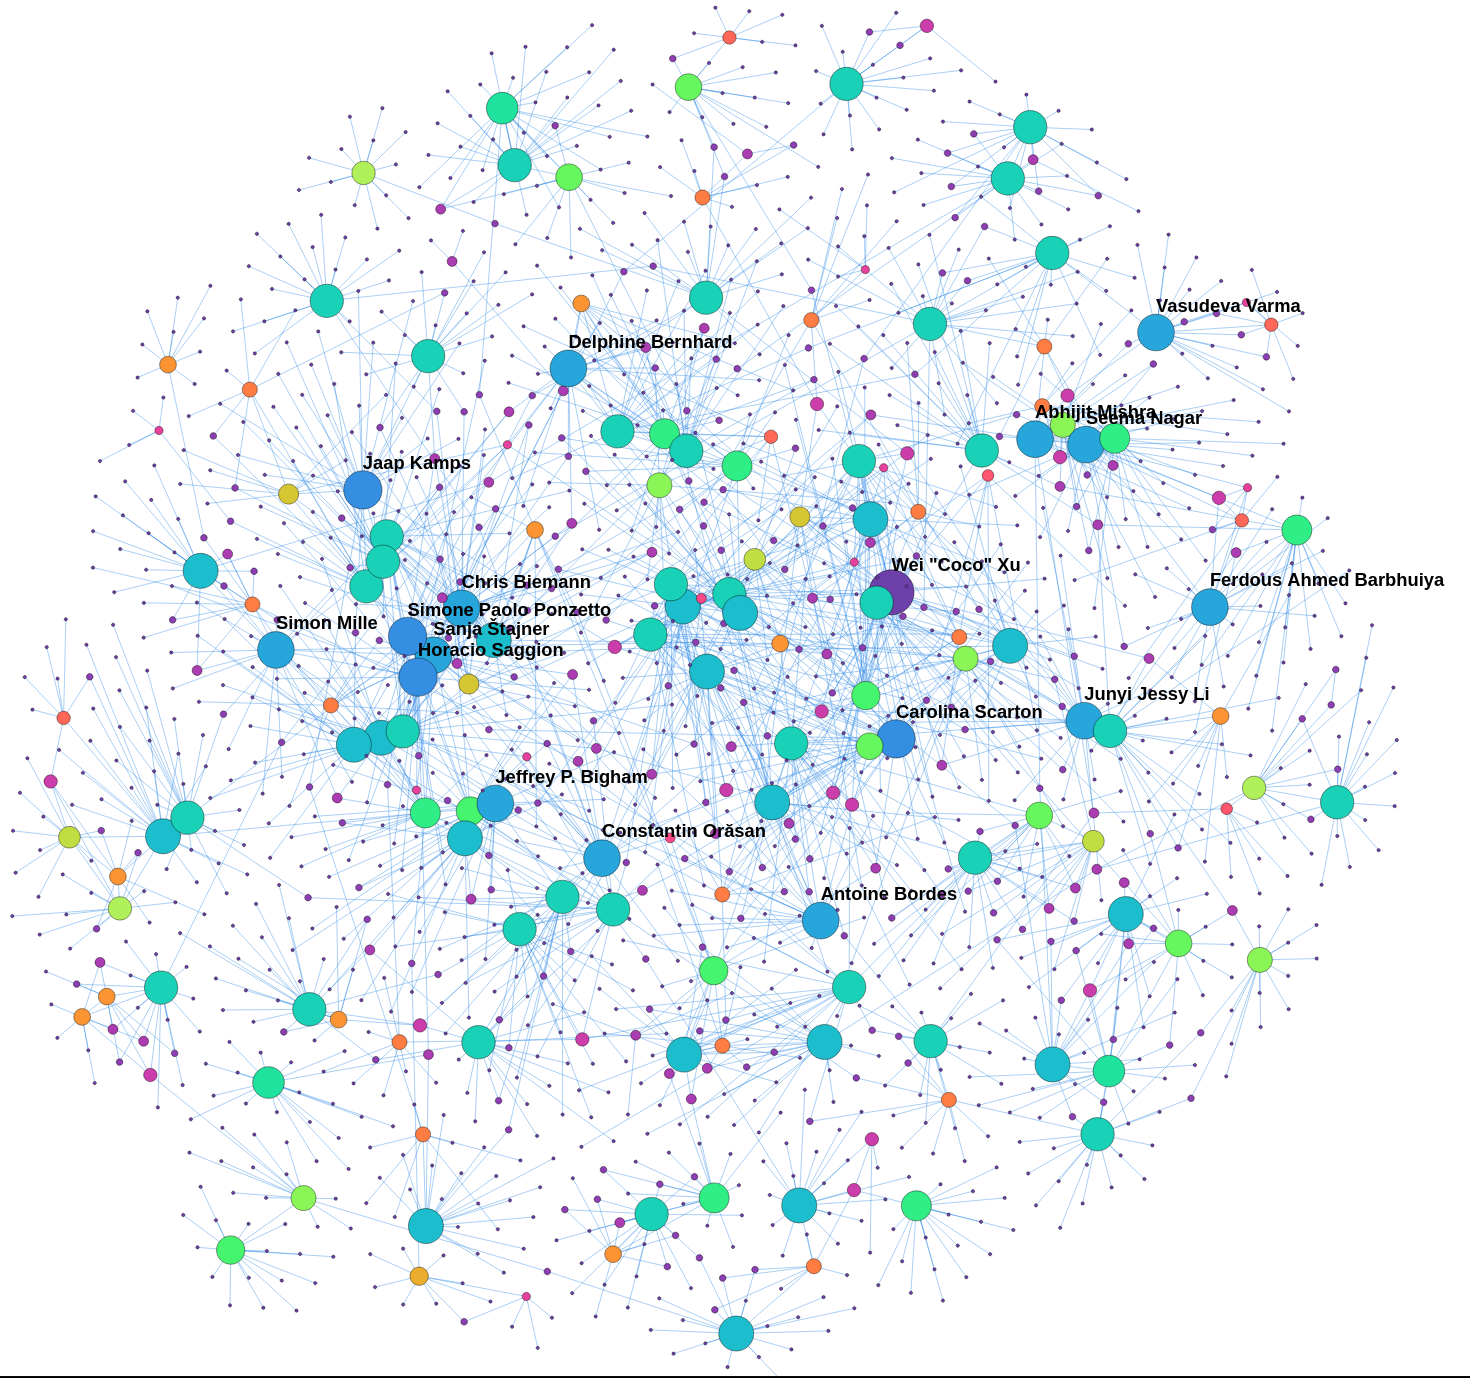 Vasudeva Varma
Delphine Bernhard
Abhijit Mishra
Seema Nagar
Jaap Kamps
Wei "Coco" Xu
Ferdous Ahmed Barbhuiya
Chris Biemann
Simone Paolo Ponzetto
Simon Mille
Sanja Štajner
Horacio Saggion
Junyi Jessy Li
Carolina Scarton
Jeffrey P. Bigham
Constantin Orăsan
Antoine Bordes